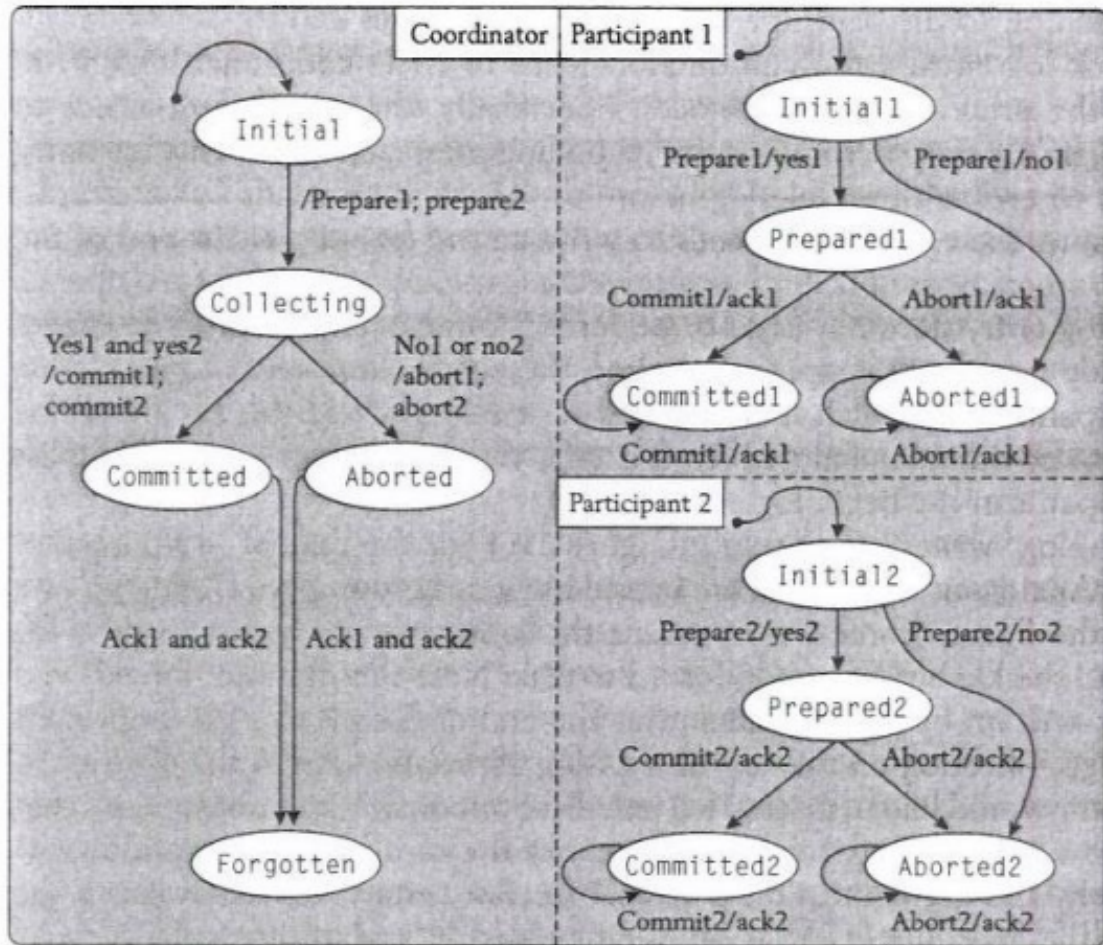 Coordinator
Initial
/Prepare1; prepare2
Collecting
Yes1 and yes2
/commit1;
commit2
No1 or no2
/abort1;
abort2
Committed
Aborted
Ack1 and ack2
Ack1 and ack2
Forgotten
Participant 1
Initial1
Prepare1/yes1
Prepare1/no1
Prepared1
Commit1/ack1
Abort1/ack1
Committed1
Aborted1
Commit1/ack1
Abort1/ack1
Participant 2
Initial2
Prepare2/yes2
Prepare2/no2
Prepared2
Commit2/ack2
Abort2/ack2
Committed2
Aborted2
Commit2/ack2
Abort2/ack2